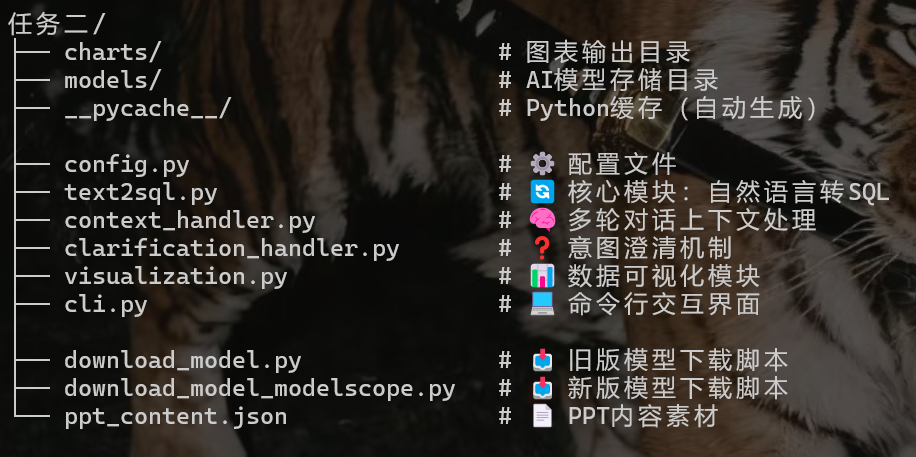 任务二/
├── charts/ # 图表输出目录
├── models/ # AI模型存储目录
├── __pycache__/ # Python缓存 (自动生成)
├── config.py # ⚙️ 配置文件
├── text2sql.py # 🔄 核心模块: 自然语言转SQL
├── context_handler.py # 🧠 多轮对话上下文处理
├── clarification_handler.py # ❓ 意图澄清机制
├── visualization.py # 📊 数据可视化模块
├── cli.py # 💻 命令行交互界面
├── download_model.py # 📥 旧版模型下载脚本
├── download_model_modelscope.py # 📥 新版模型下载脚本
└── ppt_content.json # 📄 PPT内容素材